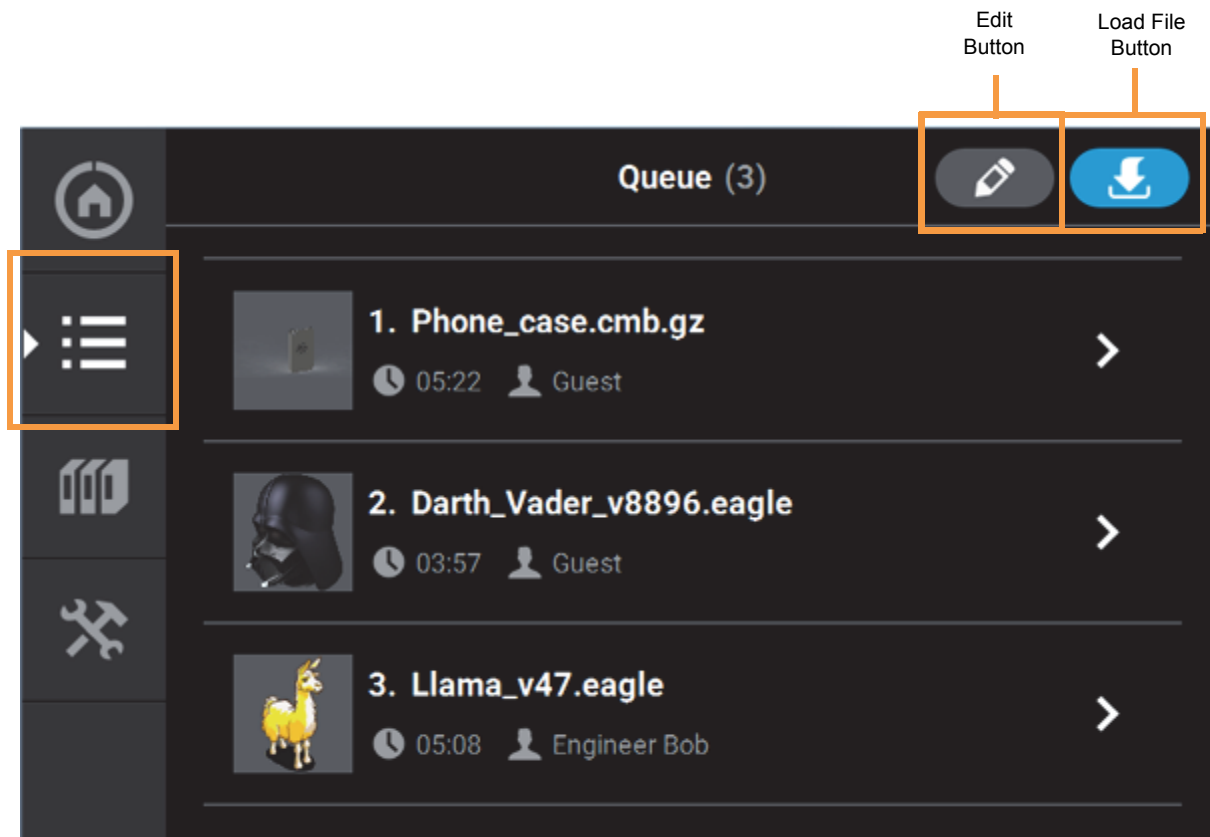 Edit
Button
Load File
Button
Queue (3)
1. Phone_case.cmb.gz
05:22 Guest
2. Darth_Vader_v8896.eagle
03:57 Guest
3. Llama_v47.eagle
05:08 Engineer Bob